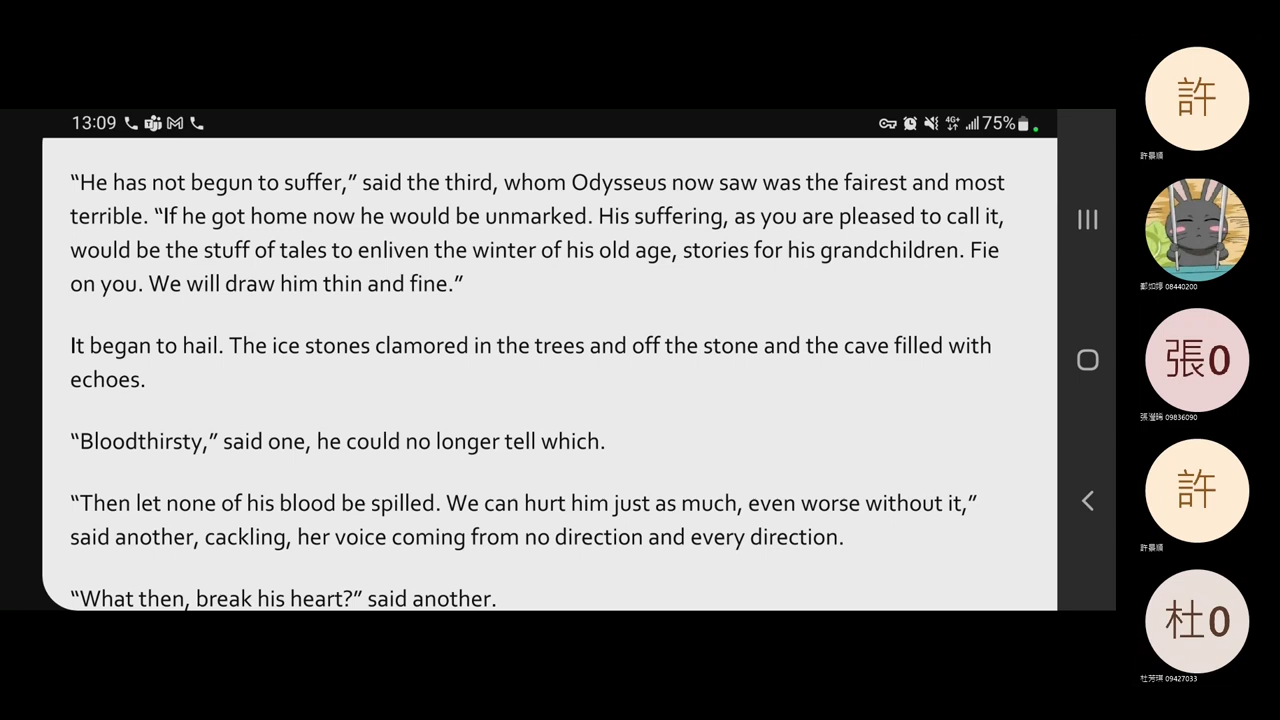 13:09
4G+ 75%
“He has not begun to suffer,” said the third, whom Odysseus now saw was the fairest and most
terrible. “If he got home now he would be unmarked. His suffering, as you are pleased to call it,
would be the stuff of tales to enliven the winter of his old age, stories for his grandchildren. Fie
on you. We will draw him thin and fine.”
It began to hail. The ice stones clamored in the trees and off the stone and the cave filled with
echoes.
“Bloodthirsty,” said one, he could no longer tell which.
“Then let none of his blood be spilled. We can hurt him just as much, even worse without it,”
said another, cackling, her voice coming from no direction and every direction.
“What then, break his heart?” said another.
許
08440200
張0
09836090
許
杜0
杜芳琪 09427033